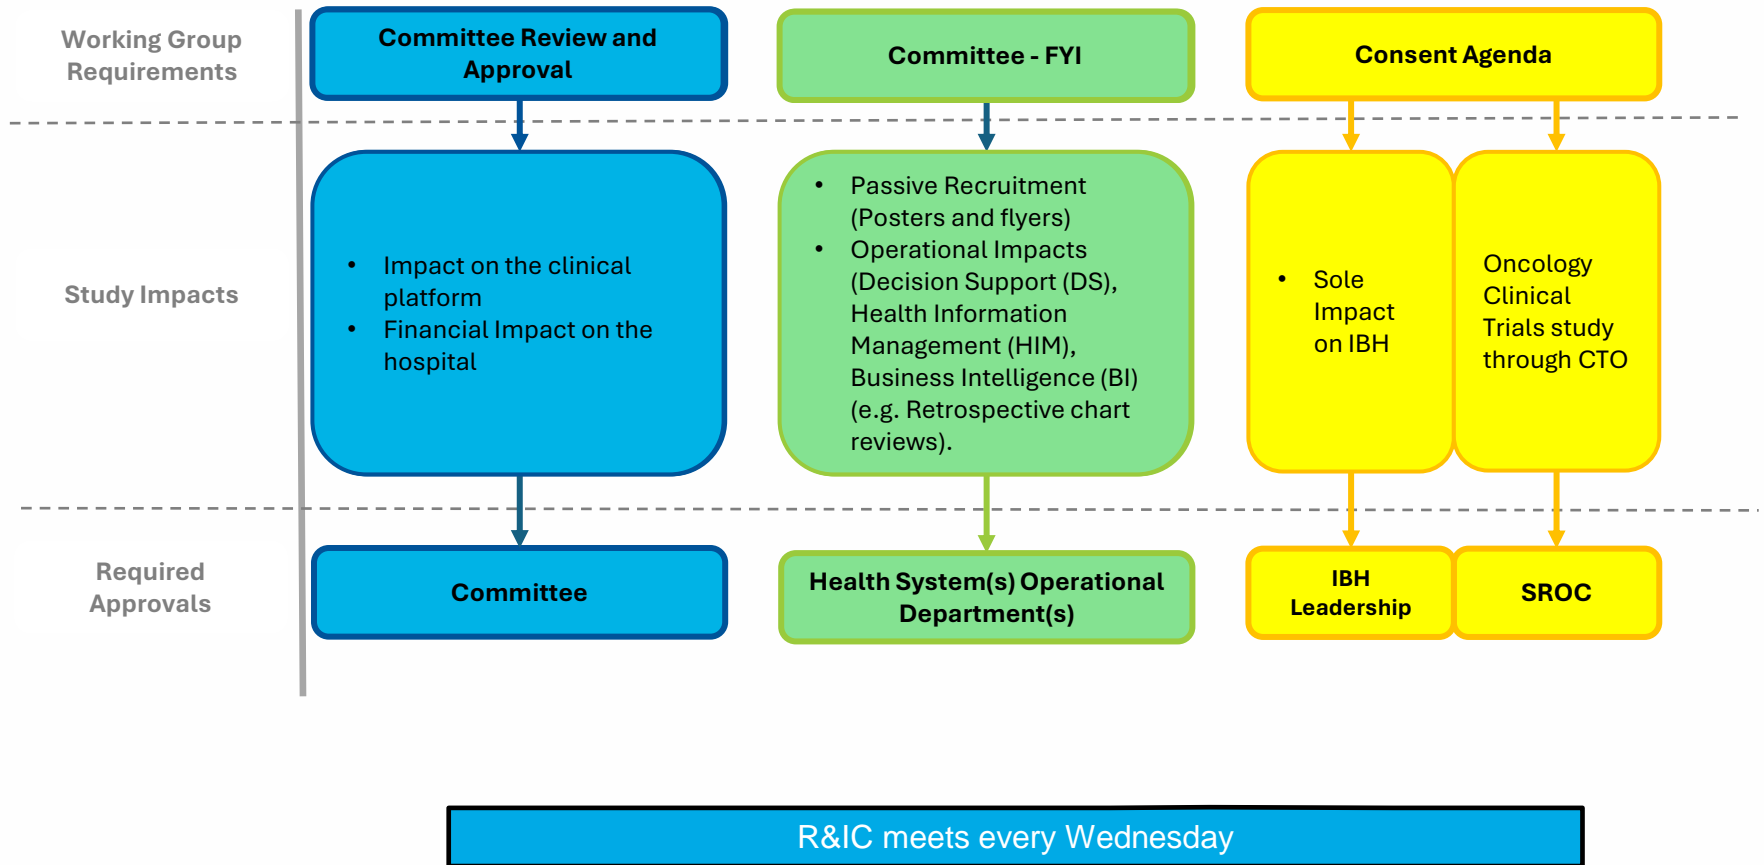 Working Group
Requirements
Committee Review and
Approval
Committee - FYI
Consent Agenda
Study Impacts
• Impact on the clinical
platform
• Financial Impact on the
hospital
• Passive Recruitment
(Posters and flyers)
• Operational Impacts
(Decision Support (DS),
Health Information
Management (HIM),
Business Intelligence (BI)
(e.g. Retrospective chart
reviews).
• Sole
Impact
on IBH
Oncology
Clinical
Trials study
through CTO
Required
Approvals
Committee
Health System(s) Operational
Department(s)
IBH
Leadership
SROC
R&IC meets every Wednesday